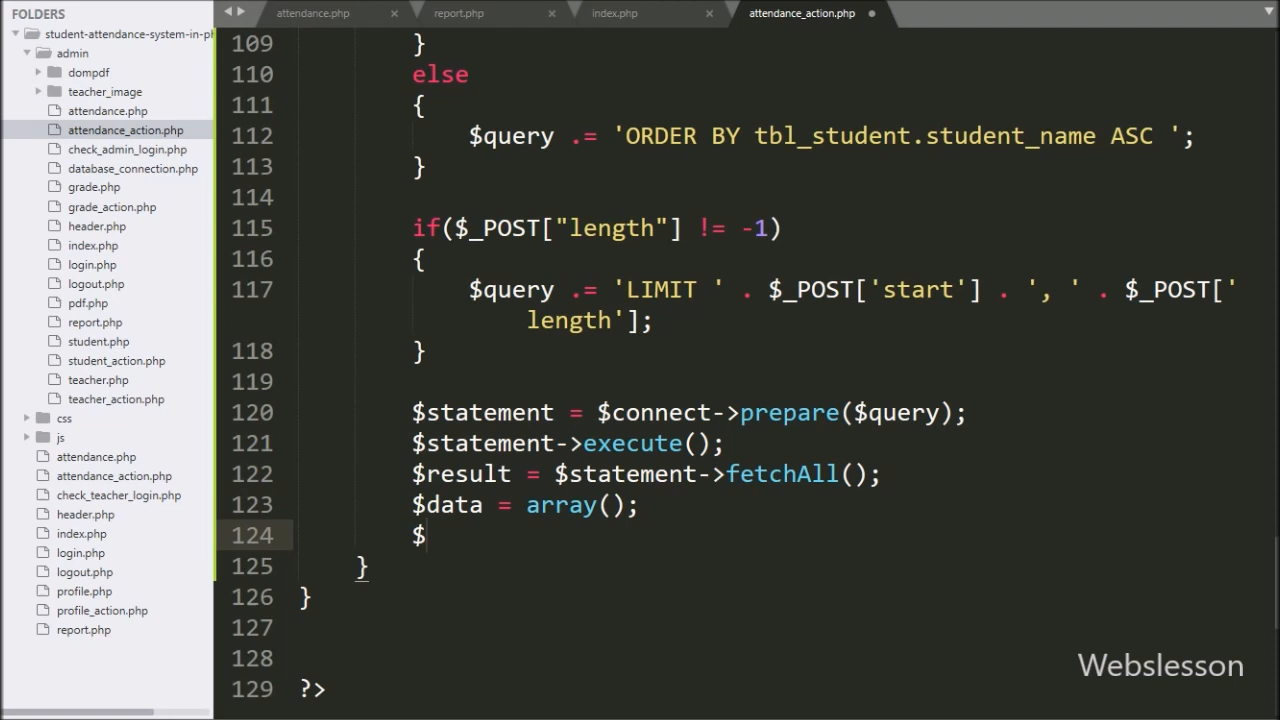 FOLDERS
student-attendance-system-in-ph
admin
dompdf
teacher_image
attendance.php
attendance_action.php
check_admin_login.php
database_connection.php
grade.php
grade_action.php
header.php
index.php
login.php
logout.php
pdf.php
report.php
student.php
student_action.php
teacher.php
teacher_action.php
css
js
attendance.php
attendance_action.php
check_teacher_login.php
header.php
index.php
login.php
logout.php
profile.php
profile_action.php
report.php
attendance.php × report.php × index.php × attendance_action.php
109 }
110 else
111 {
112 $query .= 'ORDER BY tbl_student.student_name ASC ';
113 }
114
115 if($_POST["length"] != -1)
116 {
117 $query .= 'LIMIT ' . $_POST['start'] . ', ' . $_POST['
length'];
118 }
119
120 $statement = $connect->prepare($query);
121 $statement->execute();
122 $result = $statement->fetchAll();
123 $data = array();
124 $
125 }
126 }
127
128
129 ?>
Webslesson